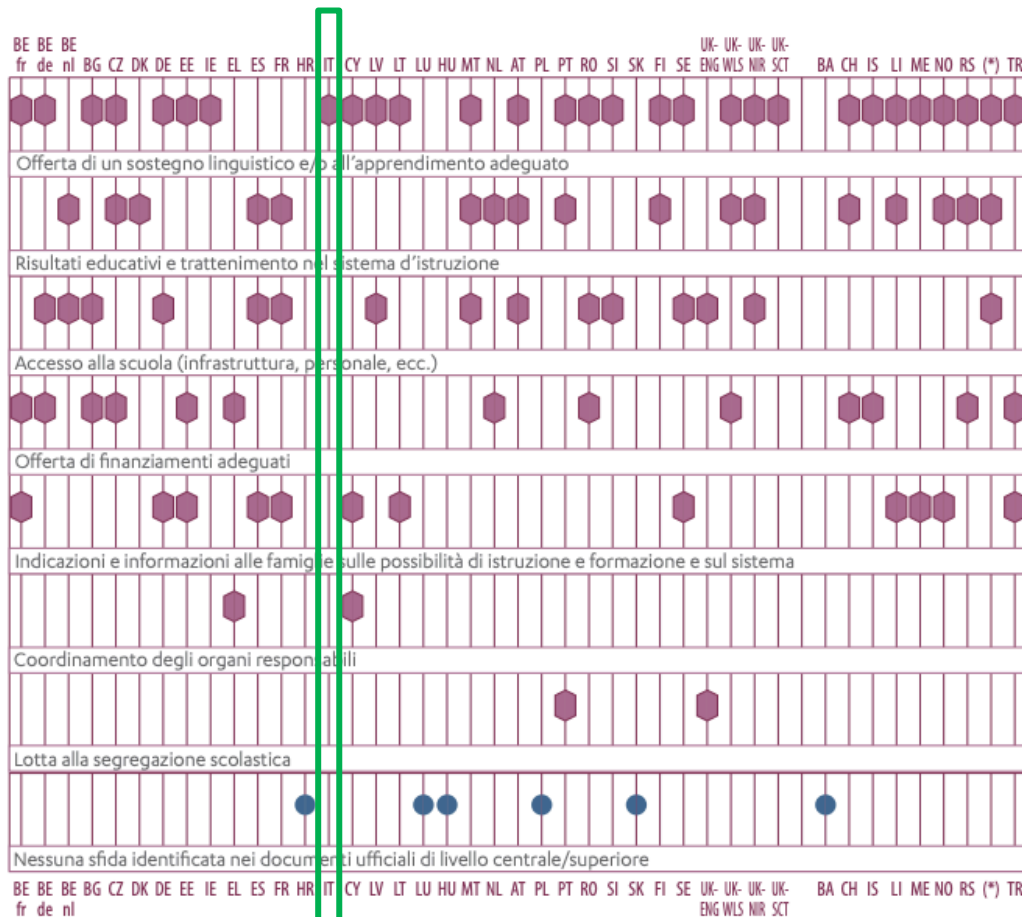 BE BE BE UK- UK- UK- UK-
fr de nl BG CZ DK DE EE IE EL ES FR HR IT CY LV LT LU HU MT NL AT PL PT RO SI SK FI SE ENG WLS NIR SCT BA CH IS LI ME NO RS (*) TR
Offerta di un sostegno linguistico e/o all'apprendimento adeguato
Risultati educativi e trattenimento nel sistema d'istruzione
Accesso alla scuola (infrastruttura, personale, ecc.)
Offerta di finanziamenti adeguati
Indicazioni e informazioni alle famiglie sulle possibilità di istruzione e formazione e sul sistema
Coordinamento degli organi responsabili
Lotta alla segregazione scolastica
Nessuna sfida identificata nei documenti ufficiali di livello centrale/superiore
BE BE BE BG CZ DK DE EE IE EL ES FR HR IT CY LV LT LU HU MT NL AT PL PT RO SI SK FI SE UK- UK- UK- UK- BA CH IS LI ME NO RS (*) TR
fr de nl ENG WLS NIR SCT